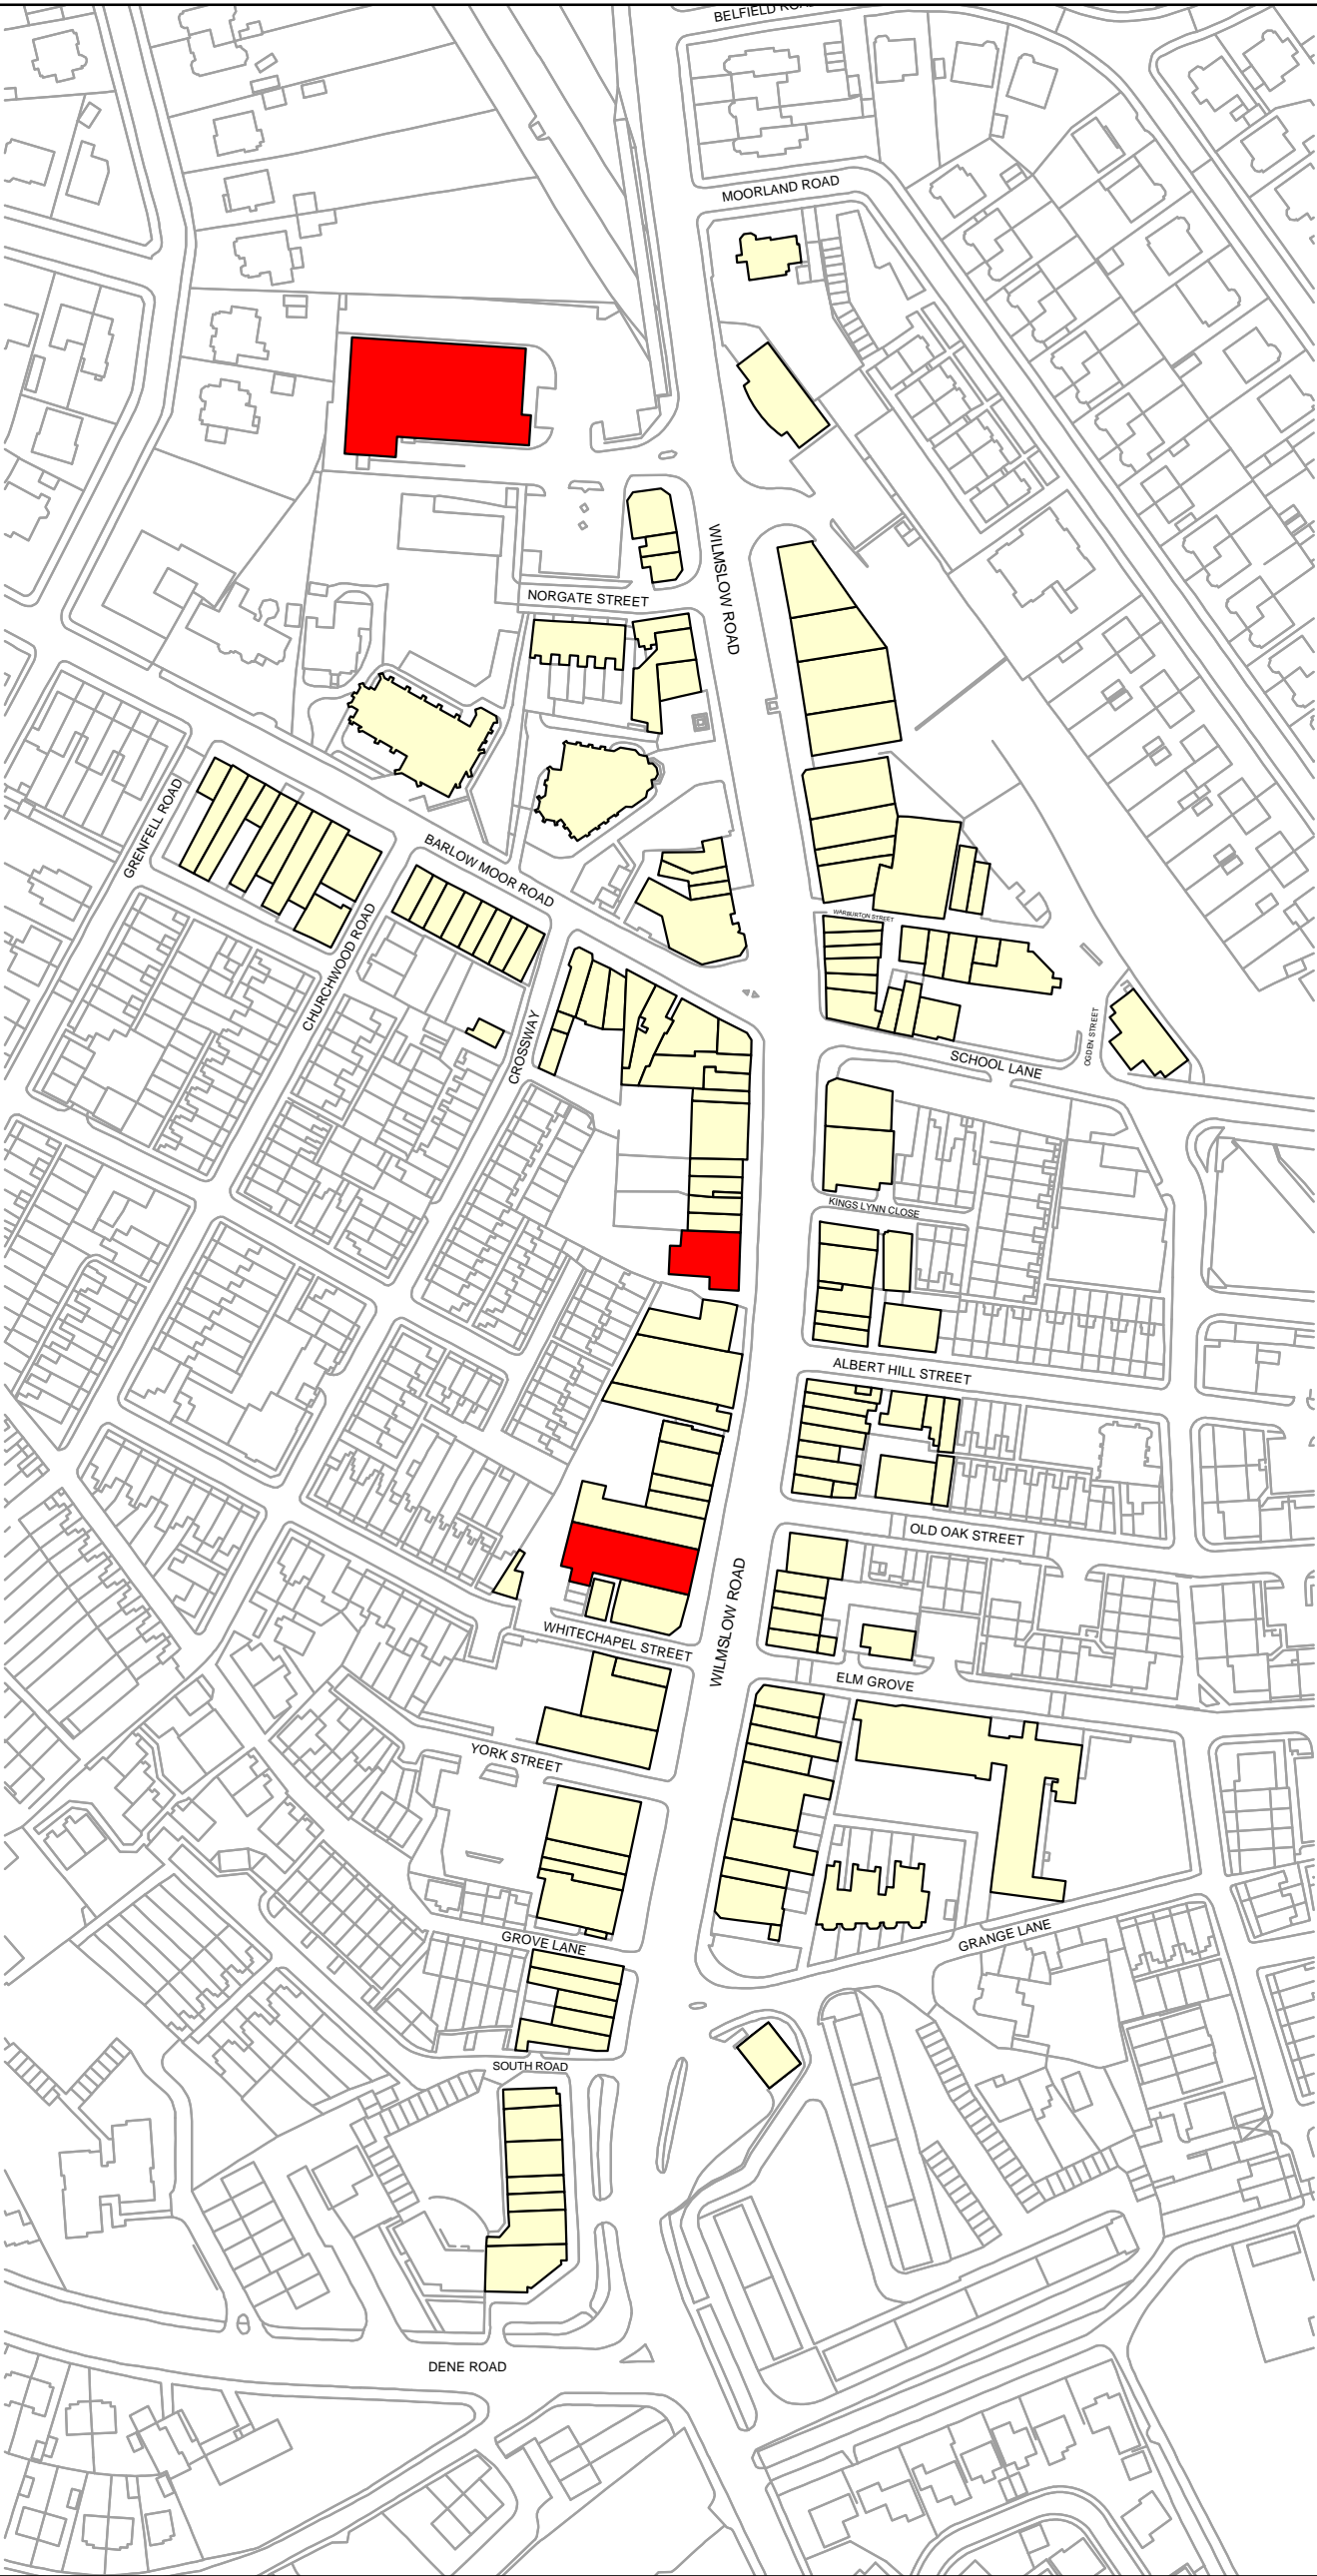 BELFIELD ROAD
MOORLAND ROAD
WILMSLOW ROAD
NORGATE STREET
GRENFELL ROAD
BARLOW MOOR ROAD
CHURCHWOOD ROAD
WARBURTON STREET
CROSSWAY
OGDEN STREET
SCHOOL LANE
KINGS LYNN CLOSE
ALBERT HILL STREET
OLD OAK STREET
WILMSLOW ROAD
WHITECHAPEL STREET
ELM GROVE
YORK STREET
GROVE LANE
GRANGE LANE
SOUTH ROAD
DENE ROAD